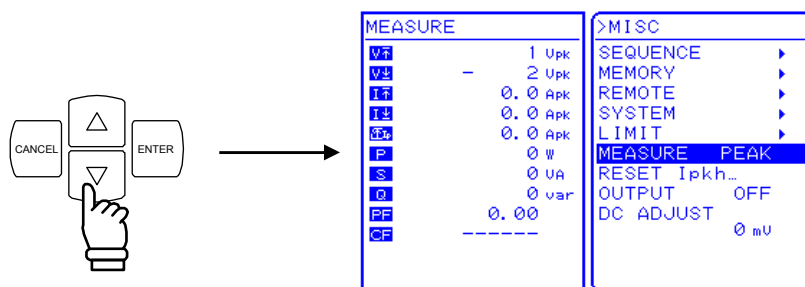 CANCEL
ENTER
MEASURE
V 1 Vpk
V - 2 Vpk
I 0.0 Apk
I 0.0 Apk
0.0 Apk
P 0 W
S 0 VA
Q 0 var
PF 0.00
CF ------
>MISC
SEQUENCE
MEMORY
REMOTE
SYSTEM
LIMIT
MEASURE PEAK
RESET Ipkh…
OUTPUT OFF
DC ADJUST
0 mV